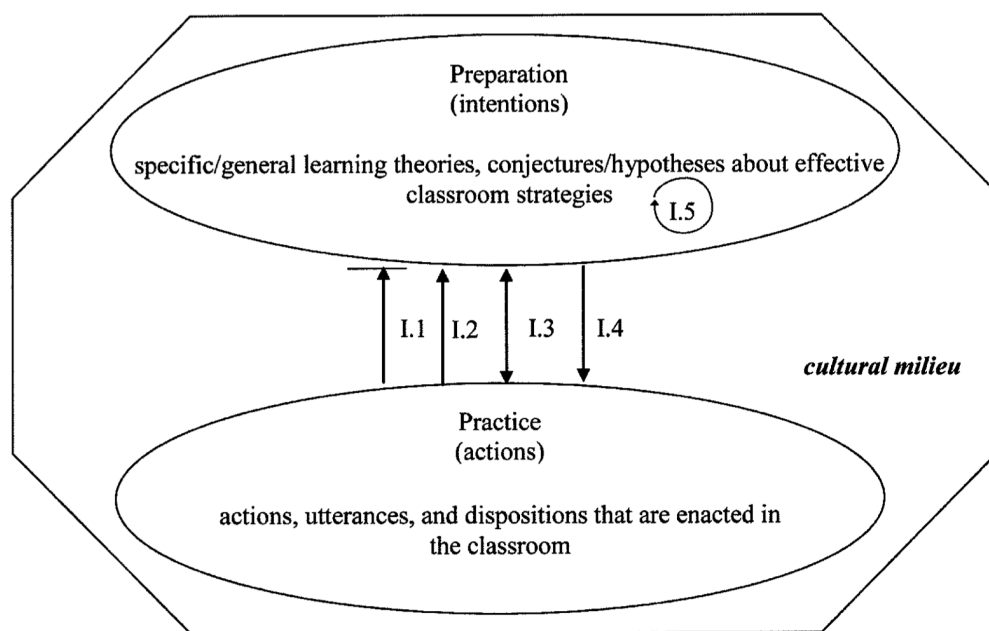 Preparation
(intentions)
specific/general learning theories, conjectures/hypotheses about effective
classroom strategies
I.5
I.1
I.2
I.3
I.4
cultural milieu
Practice
(actions)
actions, utterances, and dispositions that are enacted in
the classroom